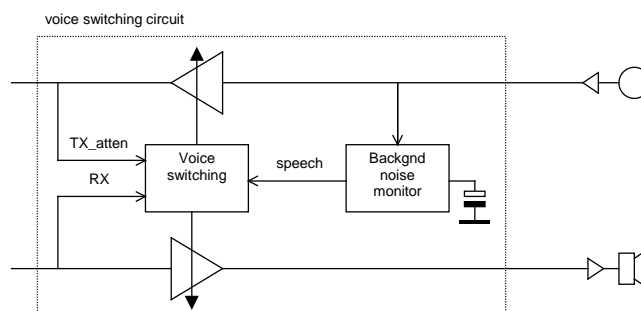 voice switching circuit
TX_atten
RX
Voice
switching
speech
Backgnd
noise
monitor